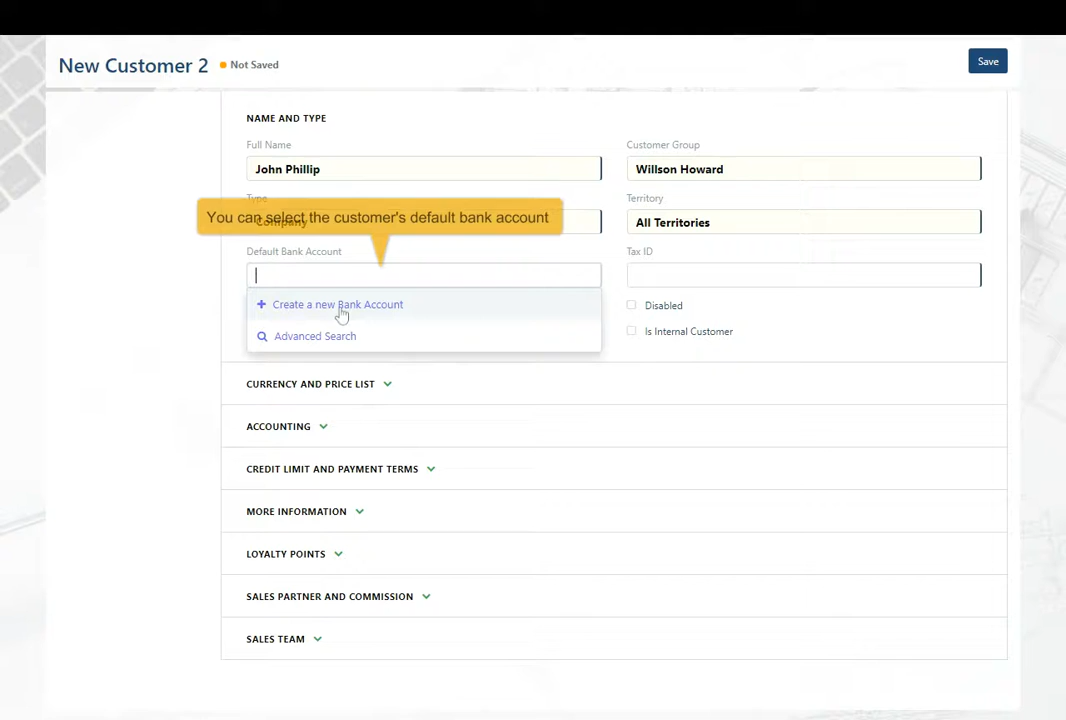 New Customer 2
Not Saved
Save
NAME AND TYPE
Full Name
Customer Group
John Phillip
Willson Howard
Type
Territory
You can select the customer's default bank account
Company
All Territories
Default Bank Account
Tax ID
Create a new Bank Account
Disabled
Advanced Search
Is Internal Customer
CURRENCY AND PRICE LIST
ACCOUNTING
CREDIT LIMIT AND PAYMENT TERMS
MORE INFORMATION
LOYALTY POINTS
SALES PARTNER AND COMMISSION
SALES TEAM